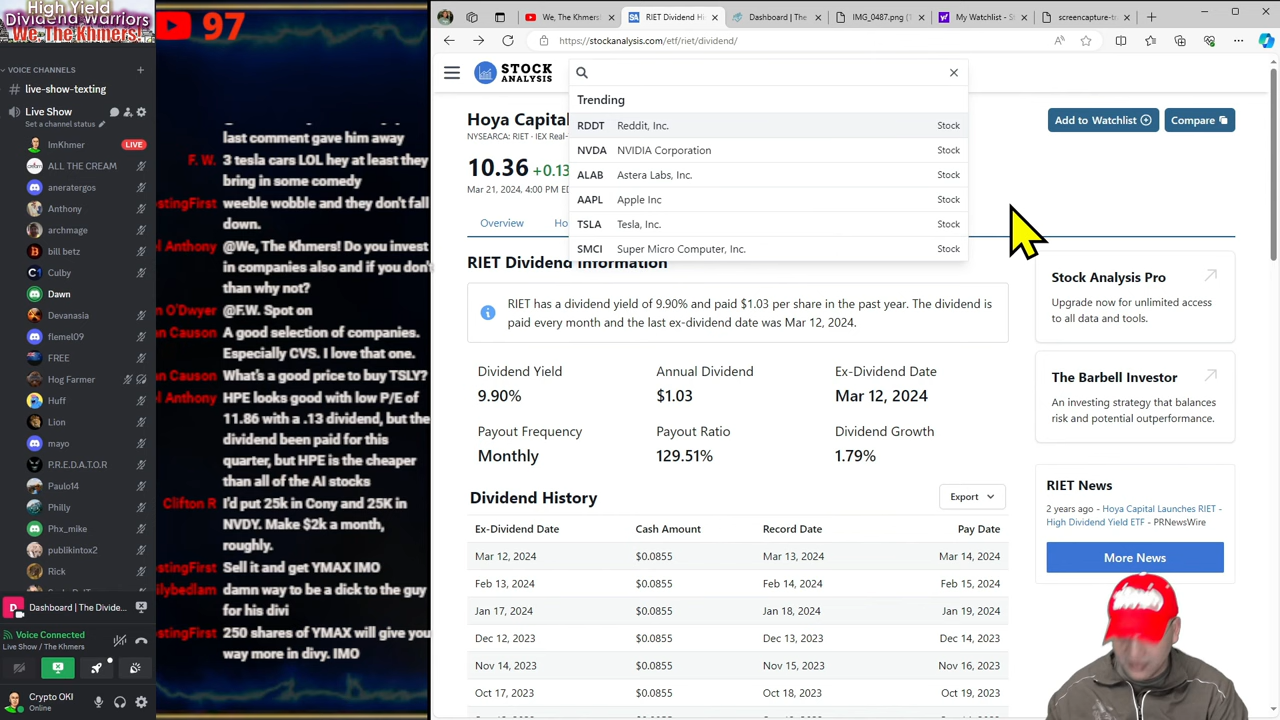 High Yield
Dividend Warriors
We, The Khmers!
VOICE CHANNELS
live-show-texting
Live Show
Set a channel status
ImKhmer
LIVE
ALL THE CREAM
aneratergos
Anthony
archmage
bill betz
Culby
Dawn
Devanasia
flemel09
FREE
Hog Farmer
Huff
Lion
mayo
P.R.E.D.A.T.O.R
Paulo14
Philly
Phx_mike
publikintox2
Rick
Dashboard | The Divide...
Voice Connected
Live Show / The Khmers
Crypto OKI
Online
97
last comment gave him away
F. W. 3 tesla cars LOL hey at least they
bring in some comedy
stingFirst weeble wobble and they don't fall
down.
el Anthony @We, The Khmers! Do you invest
in companies also and if you don't
than why not?
n O'Dwyer @F.W. Spot on
an Causon A good selection of companies.
Especially CVS. I love that one.
an Causon What's a good price to buy TSLY?
el Anthony HPE looks good with low P/E of
11.86 with a .13 dividend, but the
dividend been paid for this
quarter, but HPE is the cheaper
than all of the AI stocks
Clifton R I'd put 25k in Cony and 25K in
NVDY. Make $2k a month,
roughly.
stingFirst Sell it and get YMAX IMO
ilybedlam damn way to be a dick to the guy
for his divi
stingFirst 250 shares of YMAX will give you
way more in divy. IMO
We, The Khmers!
RIET Dividend Hi
Dashboard | The
IMG_0487.png (
My Watchlist - St
screencapture-tr
https://stockanalysis.com/etf/riet/dividend/
STOCK
ANALYSIS
Trending
RDDT Reddit, Inc. Stock
NVDA NVIDIA Corporation Stock
ALAB Astera Labs, Inc. Stock
AAPL Apple Inc Stock
TSLA Tesla, Inc. Stock
SMCI Super Micro Computer, Inc. Stock
Hoya Capital
NYSEARCA: RIET · IEX Real-
10.36 +0.13
Mar 21, 2024, 4:00 PM ED
Add to Watchlist
Compare
Overview
Ho
RIET Dividend Information
RIET has a dividend yield of 9.90% and paid $1.03 per share in the past year. The dividend is
paid every month and the last ex-dividend date was Mar 12, 2024.
Dividend Yield Annual Dividend Ex-Dividend Date
9.90% $1.03 Mar 12, 2024
Payout Frequency Payout Ratio Dividend Growth
Monthly 129.51% 1.79%
Dividend History
Export
Ex-Dividend Date Cash Amount Record Date Pay Date
Mar 12, 2024 $0.0855 Mar 13, 2024 Mar 14, 2024
Feb 13, 2024 $0.0855 Feb 14, 2024 Feb 15, 2024
Jan 17, 2024 $0.0855 Jan 18, 2024 Jan 19, 2024
Dec 12, 2023 $0.0855 Dec 13, 2023 Dec 14, 2023
Nov 14, 2023 $0.0855 Nov 15, 2023 Nov 16, 2023
Oct 17, 2023 $0.0855 Oct 18, 2023 Oct 19, 2023
Stock Analysis Pro
Upgrade now for unlimited access
to all data and tools.
The Barbell Investor
An investing strategy that balances
risk and potential outperformance.
RIET News
2 years ago - Hoya Capital Launches RIET -
High Dividend Yield ETF - PRNewsWire
More News